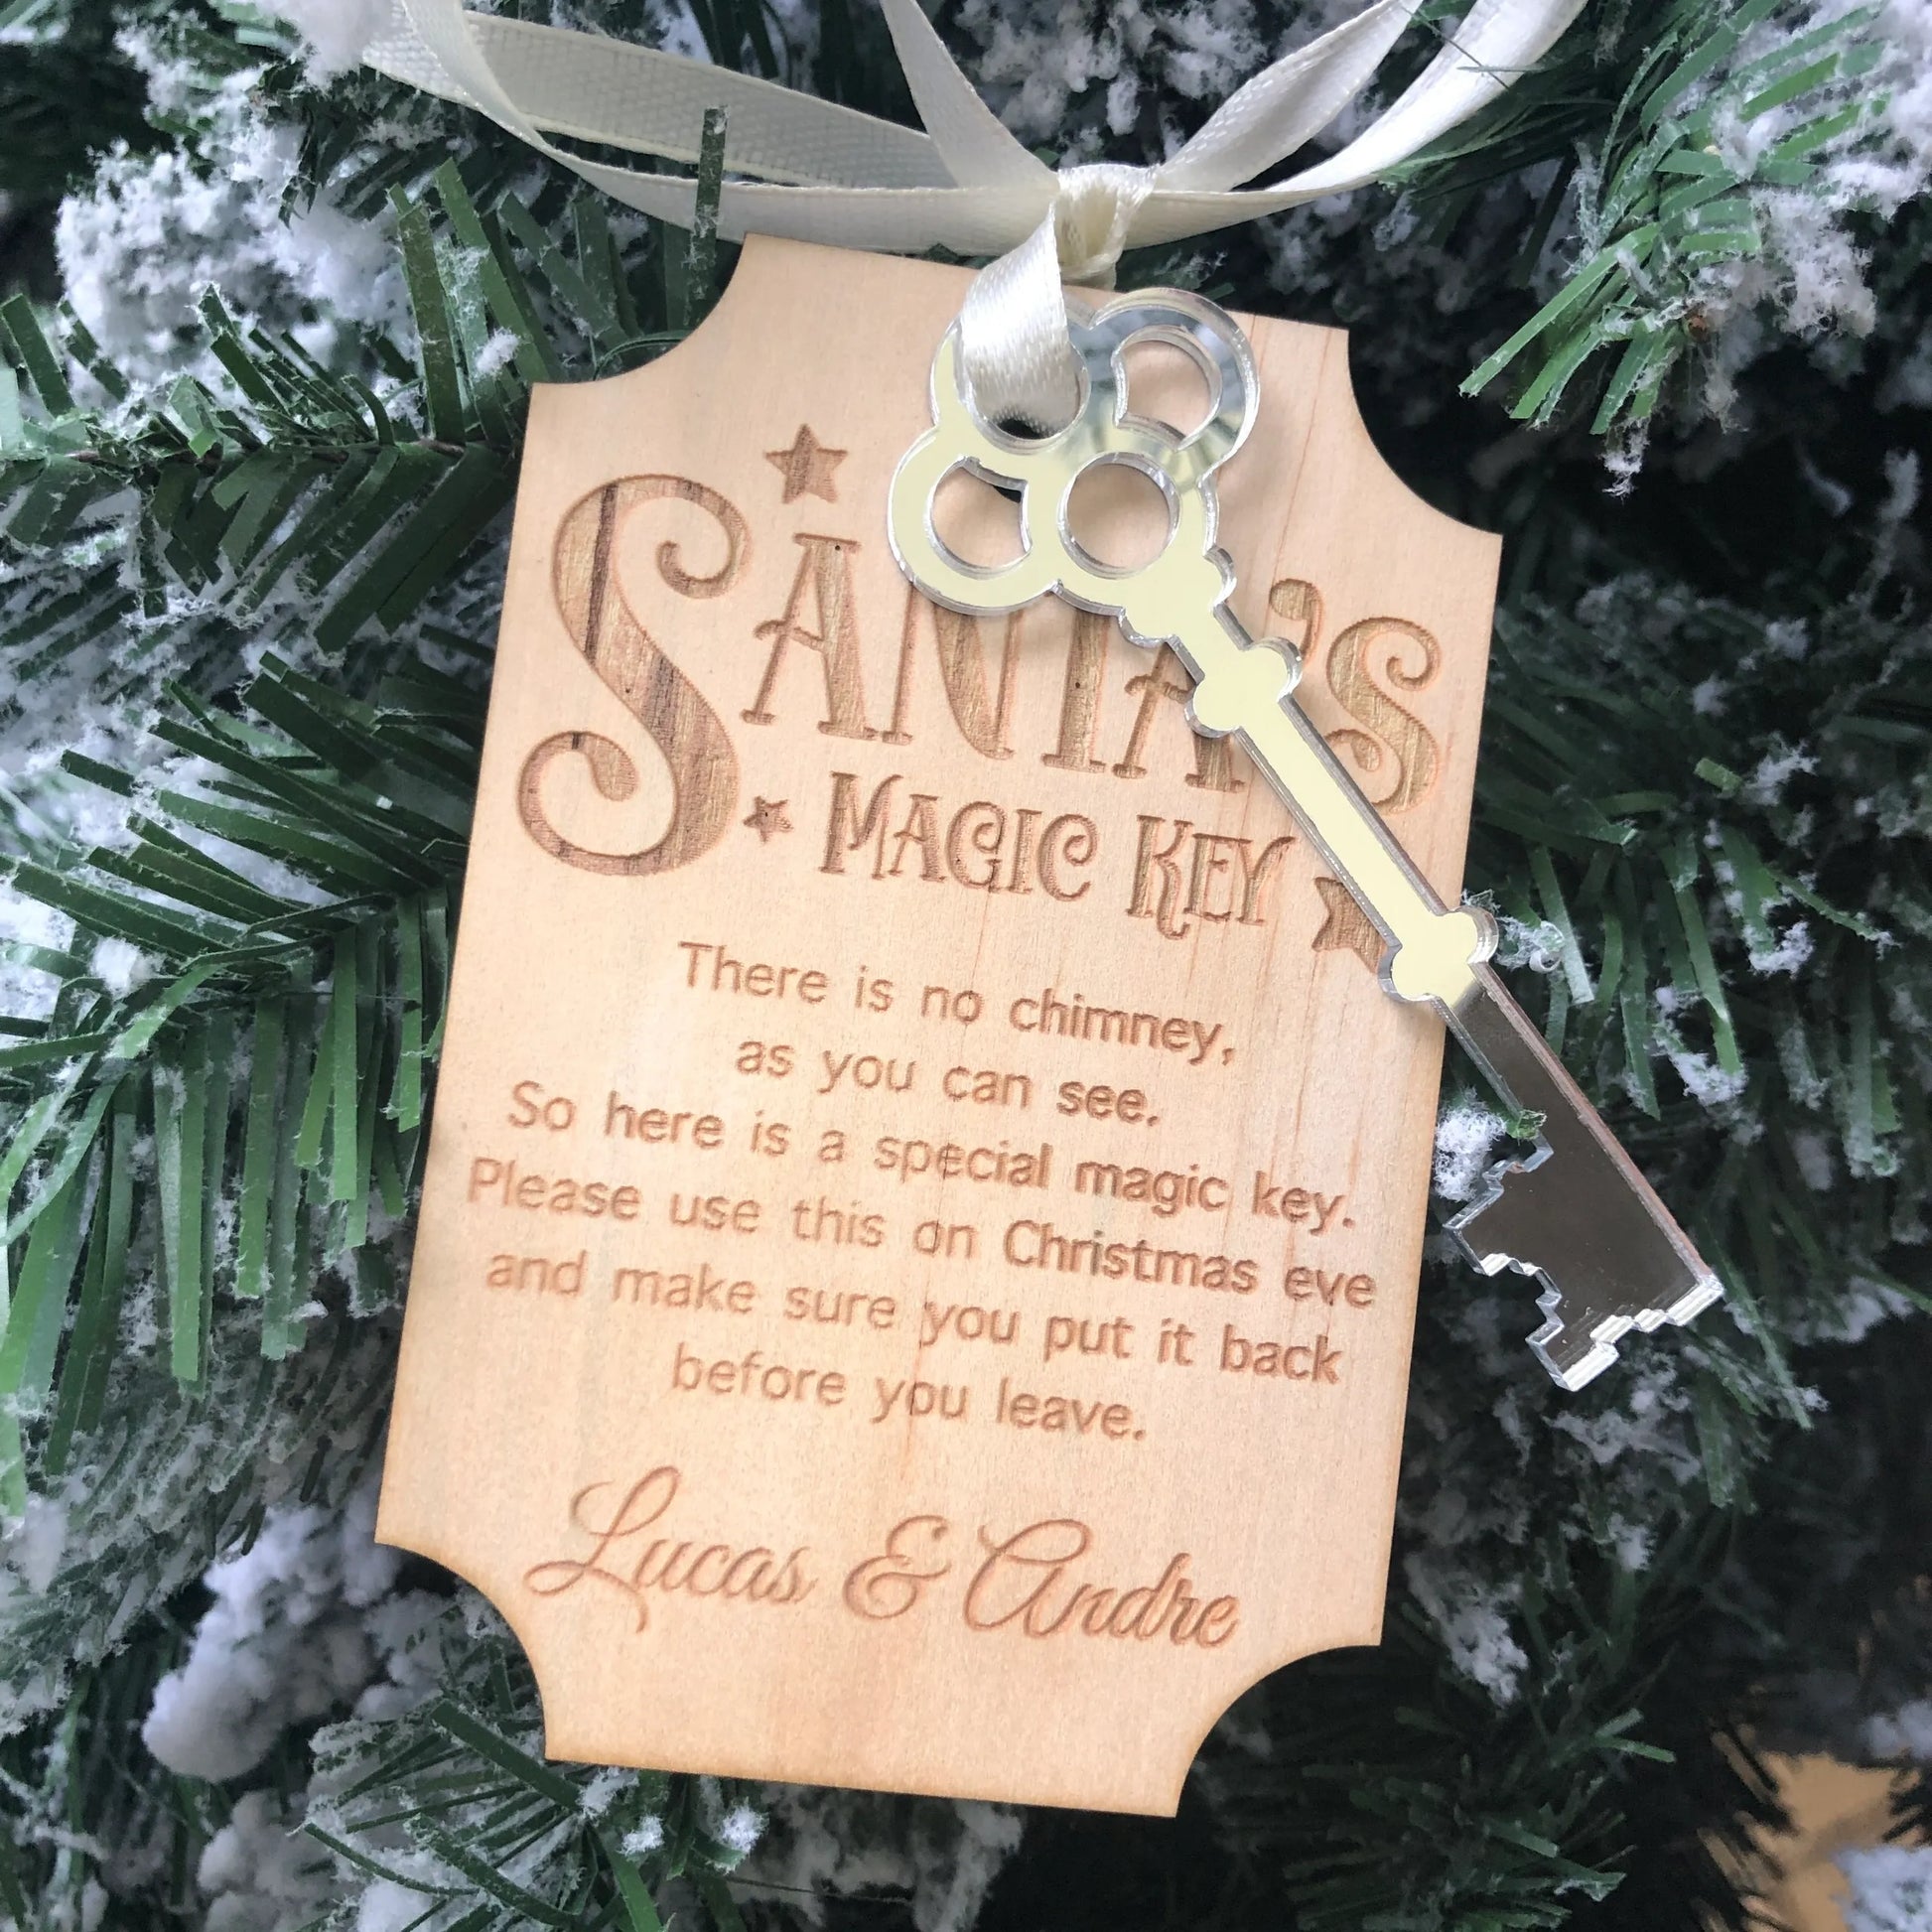 SANTA'S
MAGIC KEY
There is no chimney,
as you can see.
So here is a special magic key.
Please use this on Christmas eve
and make sure you put it back
before you leave.
Lucas & Andre